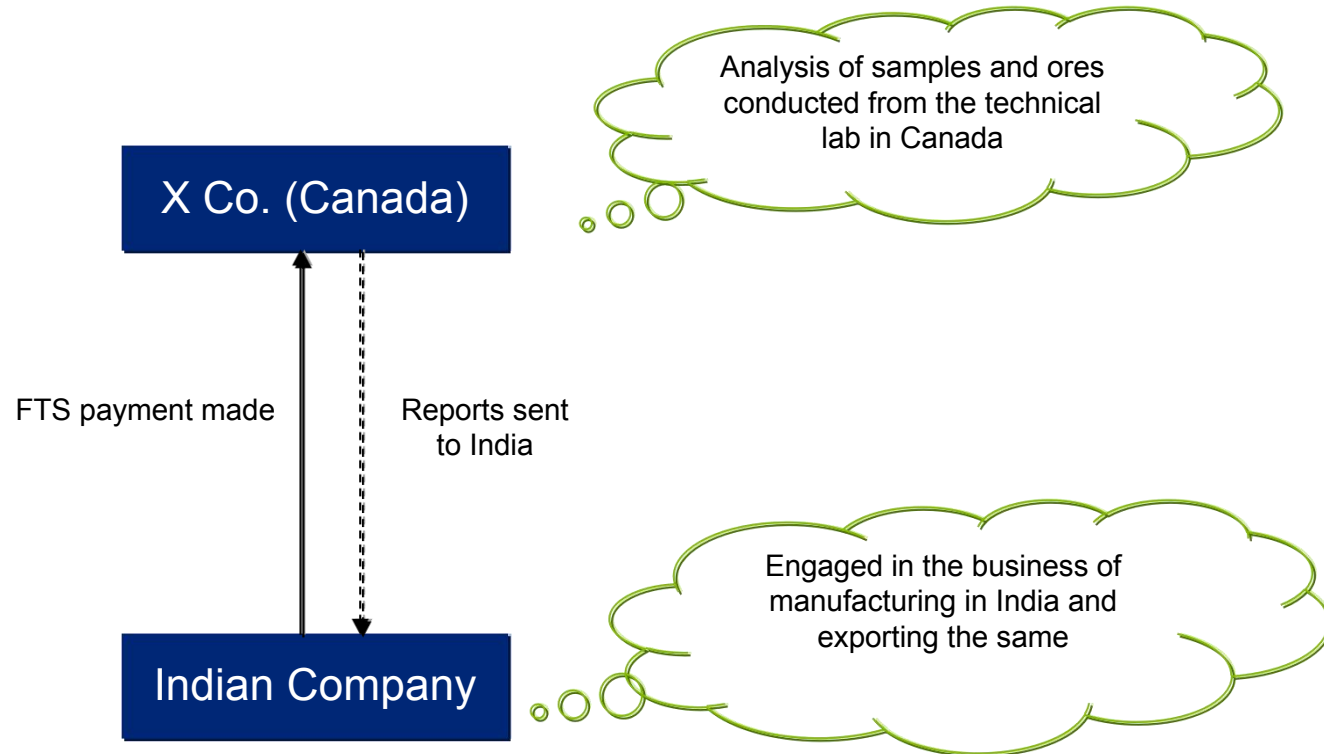 Analysis of samples and ores
conducted from the technical
lab in Canada
X Co. (Canada)
FTS payment made
Reports sent
to India
Engaged in the business of
manufacturing in India and
exporting the same
Indian Company